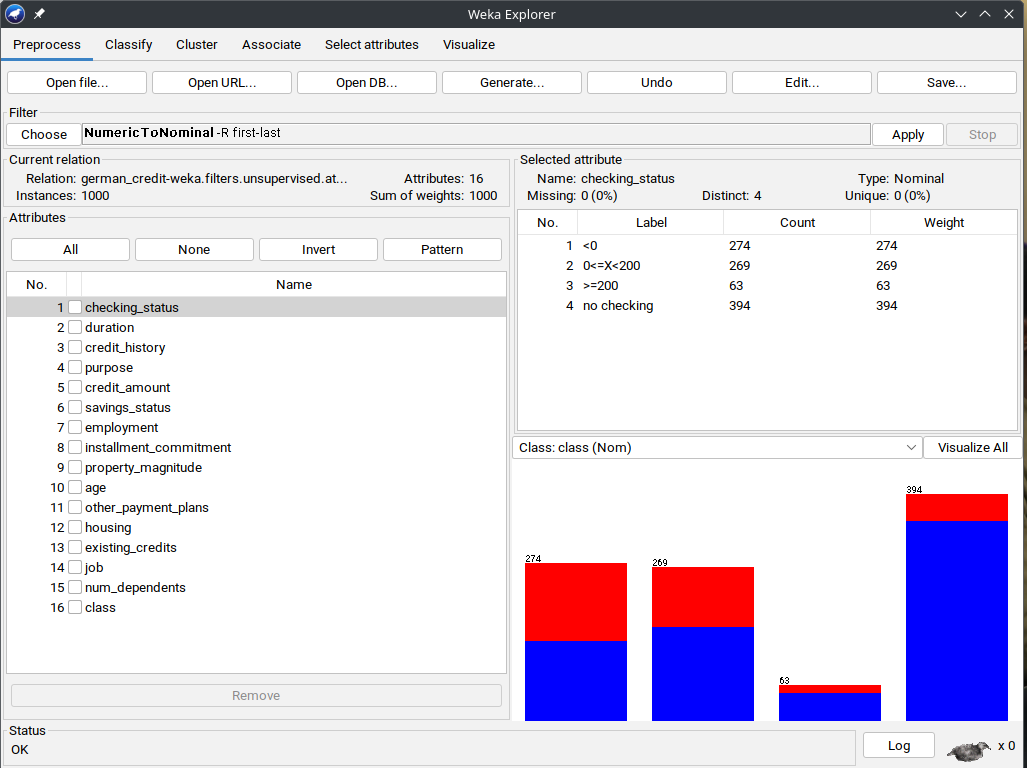 Weka Explorer
Preprocess Classify Cluster Associate Select attributes Visualize
Open file... Open URL... Open DB... Generate... Undo Edit... Save...
Filter
Choose NumericToNominal -R first-last Apply Stop
Current relation
Relation: german_credit-weka.filters.unsupervised.at... Attributes: 16
Instances: 1000 Sum of weights: 1000
Attributes
All None Invert Pattern
No. Name
1 checking_status
2 duration
3 credit_history
4 purpose
5 credit_amount
6 savings_status
7 employment
8 installment_commitment
9 property_magnitude
10 age
11 other_payment_plans
12 housing
13 existing_credits
14 job
15 num_dependents
16 class
Remove
Selected attribute
Name: checking_status Type: Nominal
Missing: 0 (0%) Distinct: 4 Unique: 0 (0%)
No. Label Count Weight
1 <0 274 274
2 0<=X<200 269 269
3 >=200 63 63
4 no checking 394 394
Class: class (Nom) Visualize All
274 269 63 394
Status
OK
Log x 0